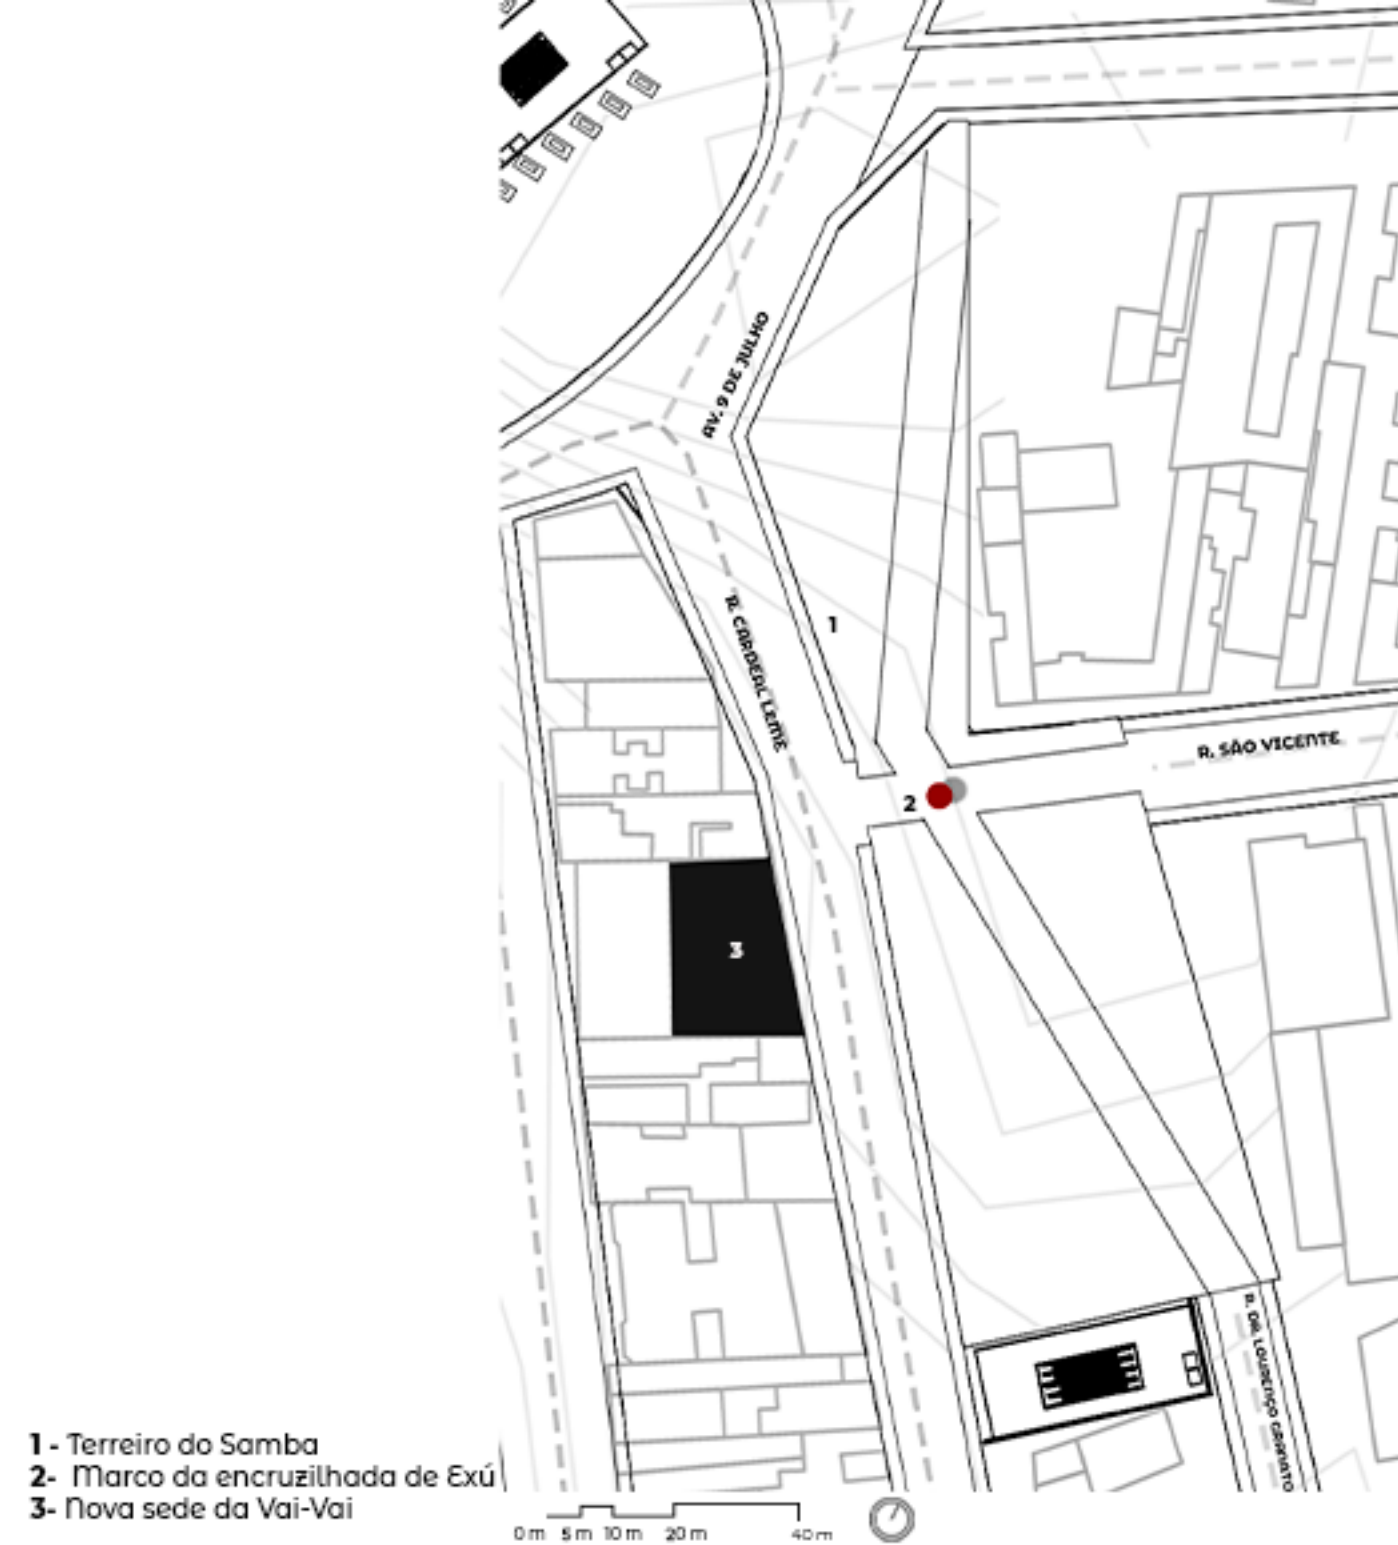 AV. 9 DE JULHO
1
R. CARDEAL LEME
R. SÃO VICENTE
2
3
R. DR. LOURENÇO GRANATO
1 - Terreiro do Samba
2- Marco da encruzilhada de Exú
3- Nova sede da Vai-Vai
0 m 5 m 10 m 20 m 40 m